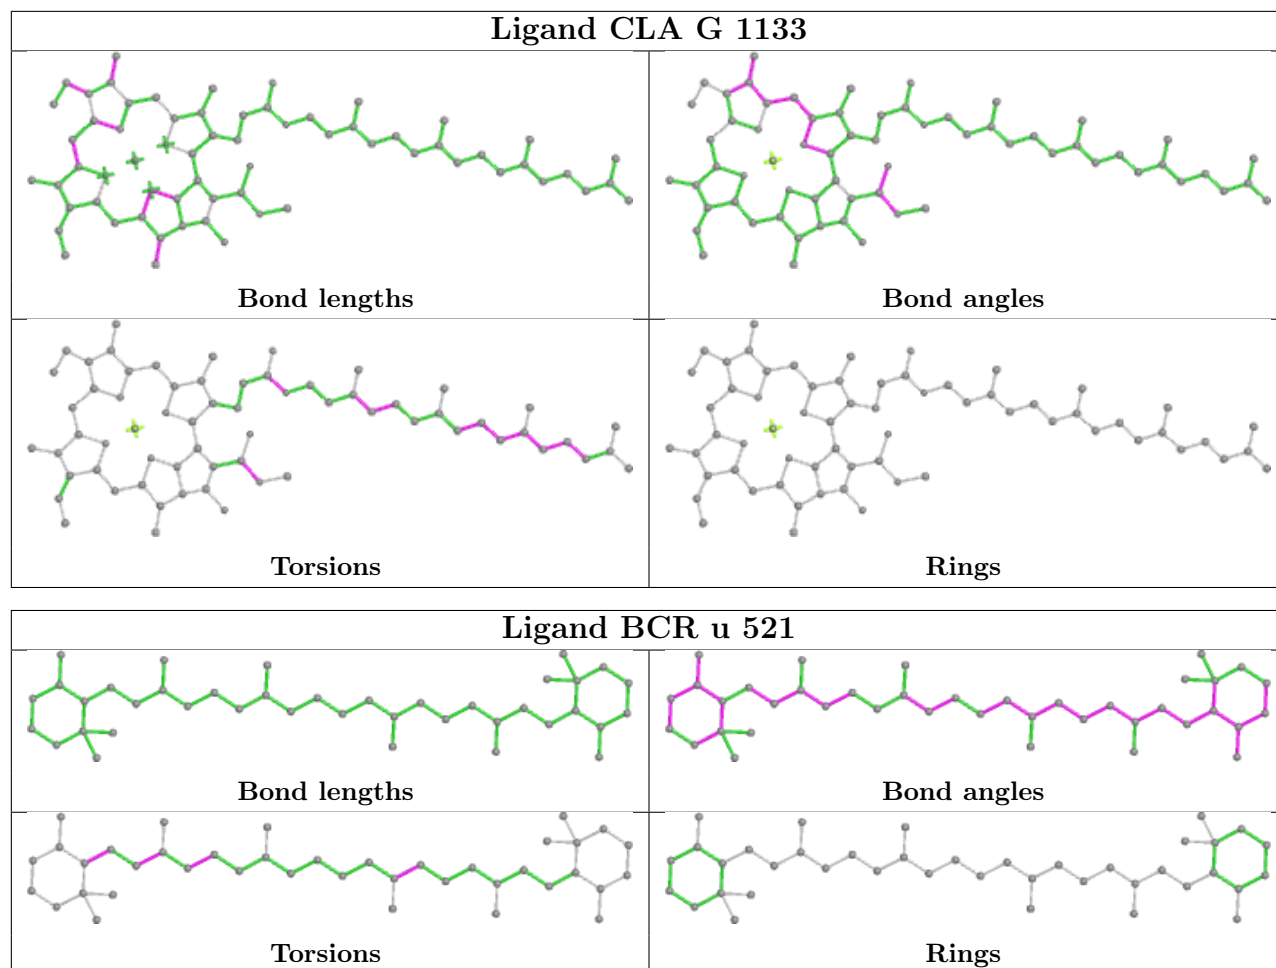 Ligand CLA G 1133
Bond lengths
Bond angles
Torsions
Rings
Ligand BCR u 521
Bond lengths
Bond angles
Torsions
Rings